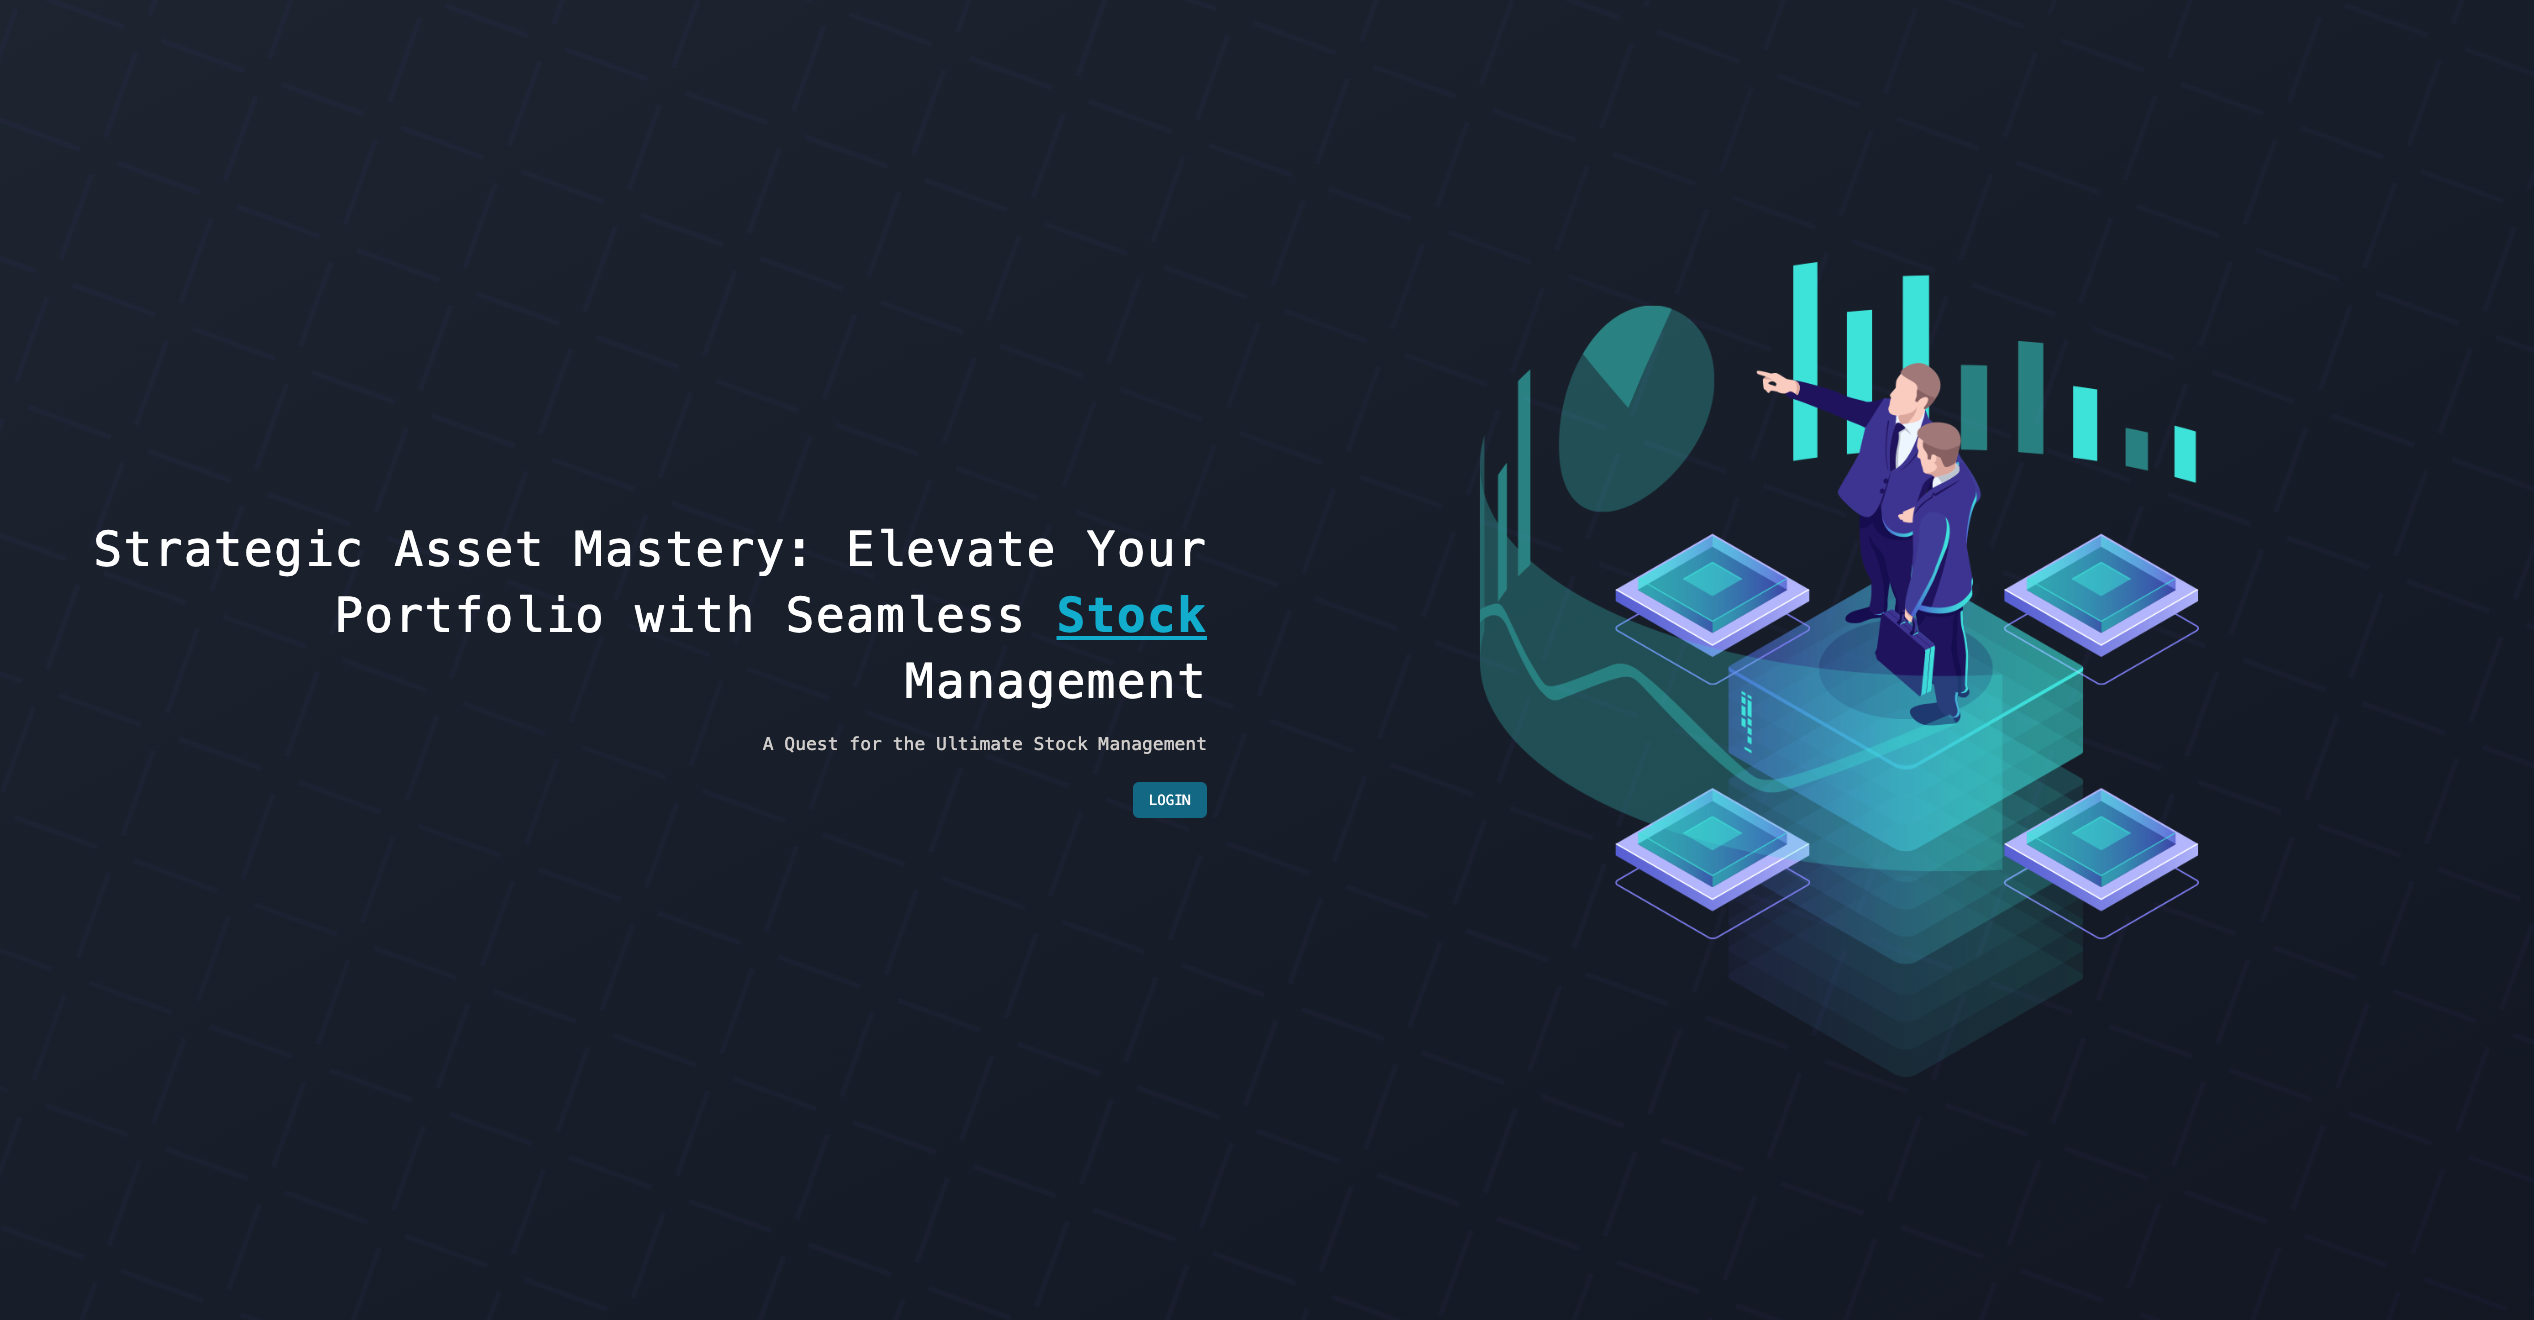 Strategic Asset Mastery: Elevate Your
Portfolio with Seamless Stock
Management
A Quest for the Ultimate Stock Management
LOGIN